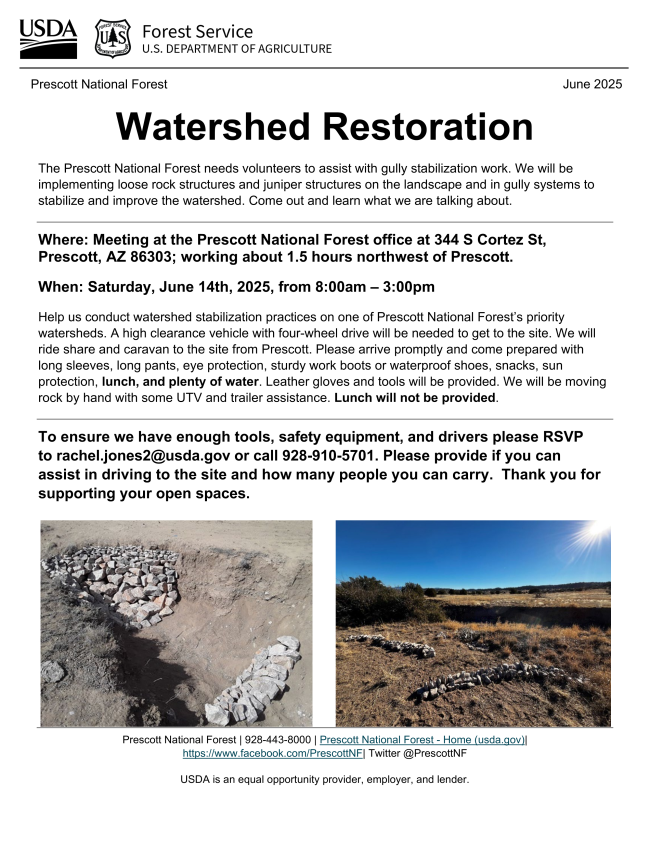 USDA
FOREST SERVICE
U S
DEPARTMENT OF AGRICULTURE
Forest Service
U.S. DEPARTMENT OF AGRICULTURE
Prescott National Forest
June 2025
Watershed Restoration
The Prescott National Forest needs volunteers to assist with gully stabilization work. We will be
implementing loose rock structures and juniper structures on the landscape and in gully systems to
stabilize and improve the watershed. Come out and learn what we are talking about.
Where: Meeting at the Prescott National Forest office at 344 S Cortez St,
Prescott, AZ 86303; working about 1.5 hours northwest of Prescott.
When: Saturday, June 14th, 2025, from 8:00am – 3:00pm
Help us conduct watershed stabilization practices on one of Prescott National Forest's priority
watersheds. A high clearance vehicle with four-wheel drive will be needed to get to the site. We will
ride share and caravan to the site from Prescott. Please arrive promptly and come prepared with
long sleeves, long pants, eye protection, sturdy work boots or waterproof shoes, snacks, sun
protection, lunch, and plenty of water. Leather gloves and tools will be provided. We will be moving
rock by hand with some UTV and trailer assistance. Lunch will not be provided.
To ensure we have enough tools, safety equipment, and drivers please RSVP
to rachel.jones2@usda.gov or call 928-910-5701. Please provide if you can
assist in driving to the site and how many people you can carry.  Thank you for
supporting your open spaces.
Prescott National Forest | 928-443-8000 | Prescott National Forest - Home (usda.gov)|
https://www.facebook.com/PrescottNF| Twitter @PrescottNF
USDA is an equal opportunity provider, employer, and lender.